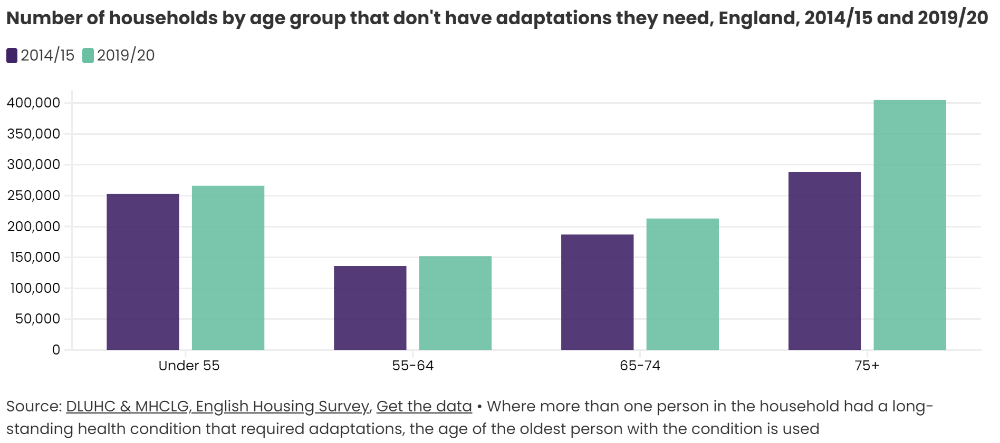 Number of households by age group that don't have adaptations they need, England, 2014/15 and 2019/20
2014/15 2019/20
400,000
350,000
300,000
250,000
200,000
150,000
100,000
50,000
0
Under 55 55-64 65-74 75+
Source: DLUHC & MHCLG, English Housing Survey, Get the data • Where more than one person in the household had a long-
standing health condition that required adaptations, the age of the oldest person with the condition is used